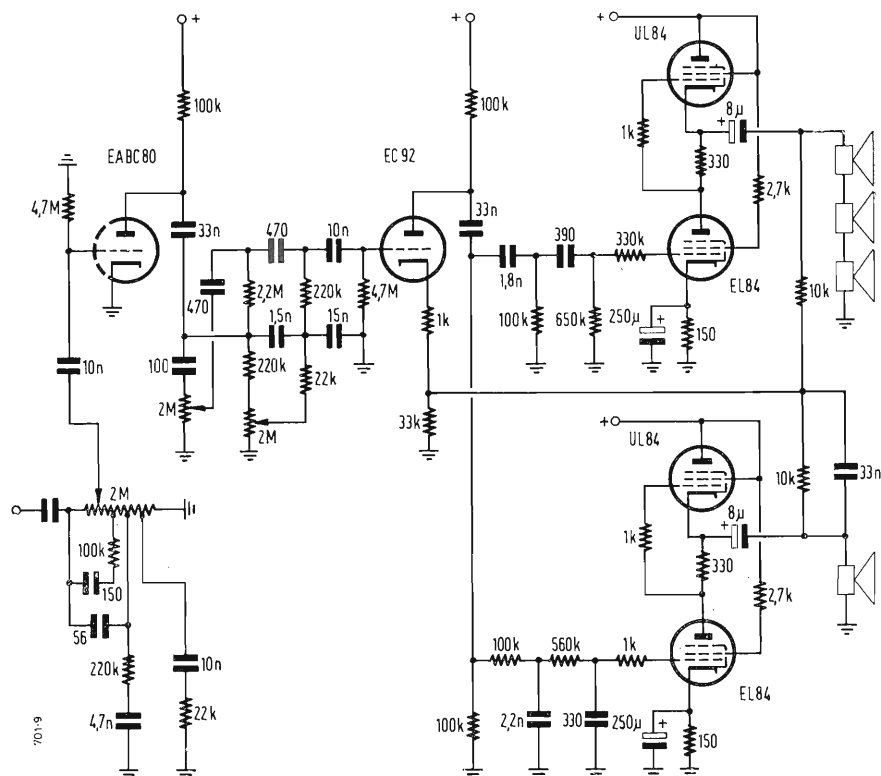 +
+
+
UL84
100k
100k
8µ
+
EABC80
EC92
1k
330
4,7M
2,7k
33n
470
10n
33n
390
330k
470
2,2M
220k
4,7M
1,8n
EL84
10k
1,5n
15n
1k
100k
650k
250µ
+
150
10n
100
220k
22k
2M
2M
33k
+
UL84
2M
10k
33n
8µ
+
100k
1k
330
150
2,7k
56
100k
560k
1k
220k
10n
EL84
4,7n
22k
100k
2,2n
330
250µ
+
150
701-9